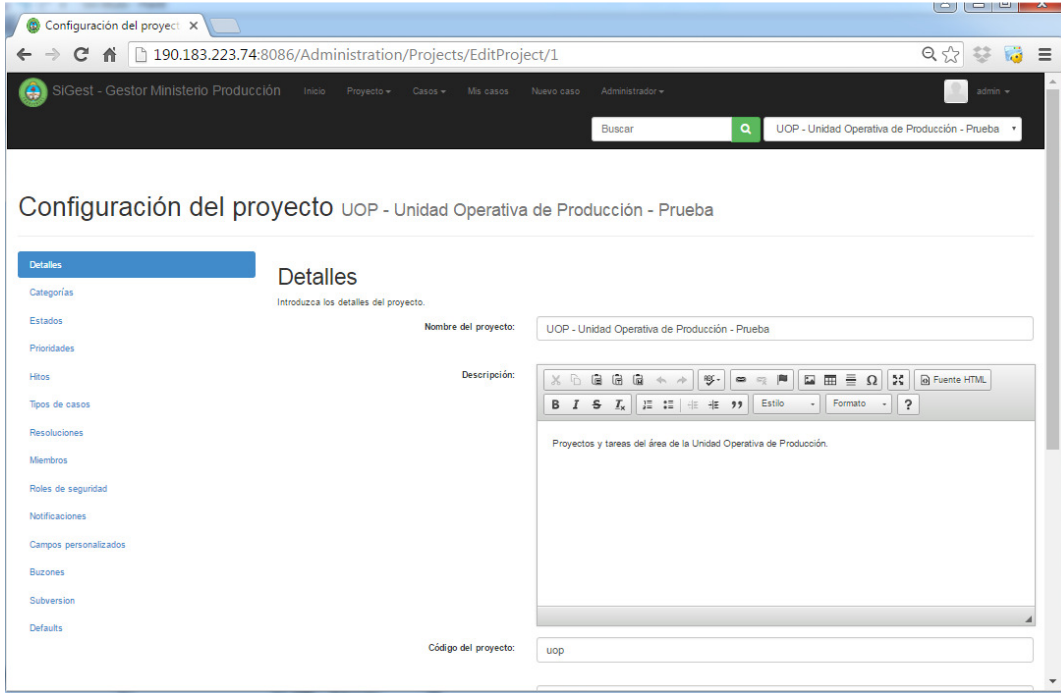 Configuración del proyect
190.183.223.74:8086/Administration/Projects/EditProject/1
SiGest - Gestor Ministerio Producción Inicio Proyecto Casos Mis casos Nuevo caso Administrador admin
Buscar UOP - Unidad Operativa de Producción - Prueba
Configuración del proyecto UOP - Unidad Operativa de Producción - Prueba
Detalles
Categorías
Estados
Prioridades
Hitos
Tipos de casos
Resoluciones
Miembros
Roles de seguridad
Notificaciones
Campos personalizados
Buzones
Subversion
Defaults
Detalles
Introduzca los detalles del proyecto.
Nombre del proyecto: UOP - Unidad Operativa de Producción - Prueba
Descripción:
ABC Ω Fuente HTML
B I S Ix Estilo Formato ?
Proyectos y tareas del área de la Unidad Operativa de Producción.
Código del proyecto: uop